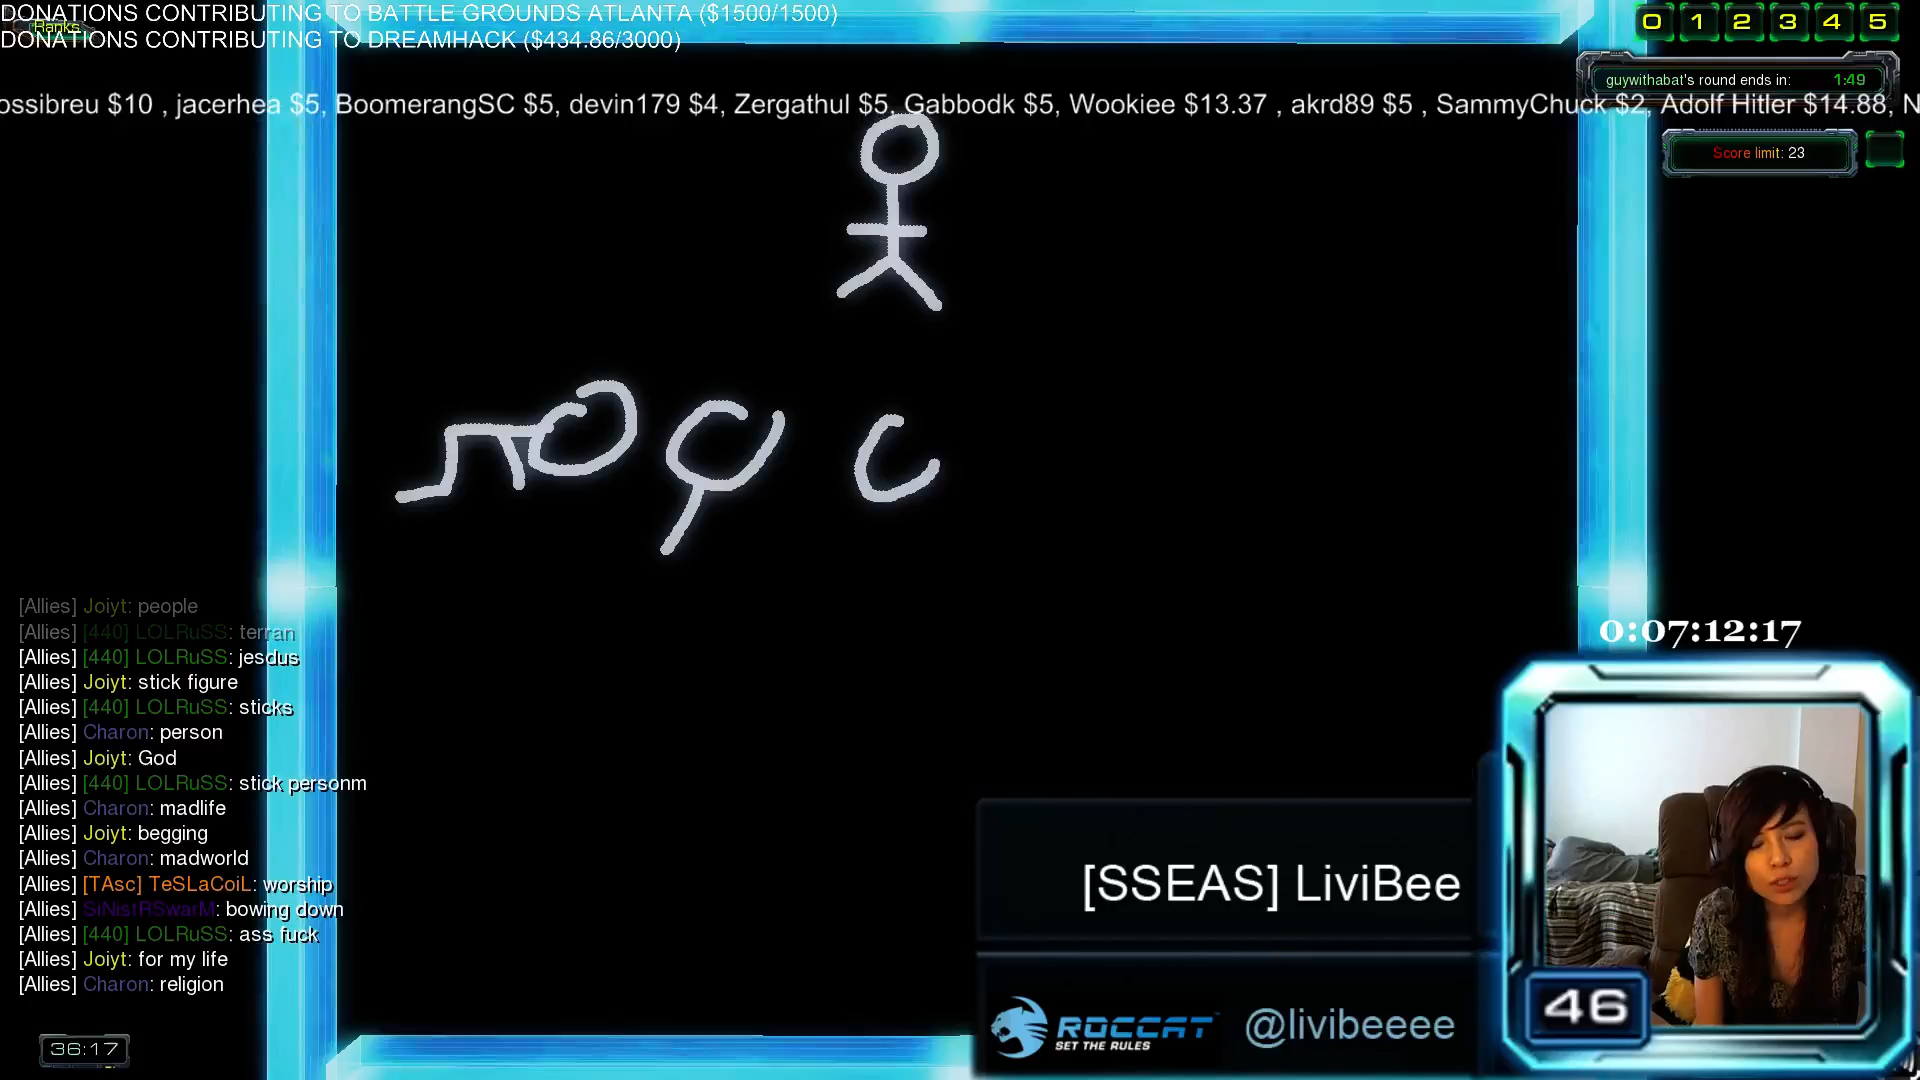 DONATIONS CONTRIBUTING TO BATTLE GROUNDS ATLANTA ($1500/1500)
Ranks
DONATIONS CONTRIBUTING TO DREAMHACK ($434.86/3000)
0 1 2 3 4 5
guywithabat's round ends in: 1:49
ossibreu $10 , jacerhea $5, BoomerangSC $5, devin179 $4, Zergathul $5, Gabbodk $5, Wookiee $13.37 , akrd89 $5 , SammyChuck $2, Adolf Hitler $14.88, N
Score limit: 23
[Allies] Joiyt: people
[Allies] [440] LOLRuSS: terran
[Allies] [440] LOLRuSS: jesdus
[Allies] Joiyt: stick figure
[Allies] [440] LOLRuSS: sticks
[Allies] Charon: person
[Allies] Joiyt: God
[Allies] [440] LOLRuSS: stick personm
[Allies] Charon: madlife
[Allies] Joiyt: begging
[Allies] Charon: madworld
[Allies] [TAsc] TeSLaCoiL: worship
[Allies] SiNistRSwarM: bowing down
[Allies] [440] LOLRuSS: ass fuck
[Allies] Joiyt: for my life
[Allies] Charon: religion
36:17
0:07:12:17
[SSEAS] LiviBee
ROCCAT
SET THE RULES
@livibeeee
46